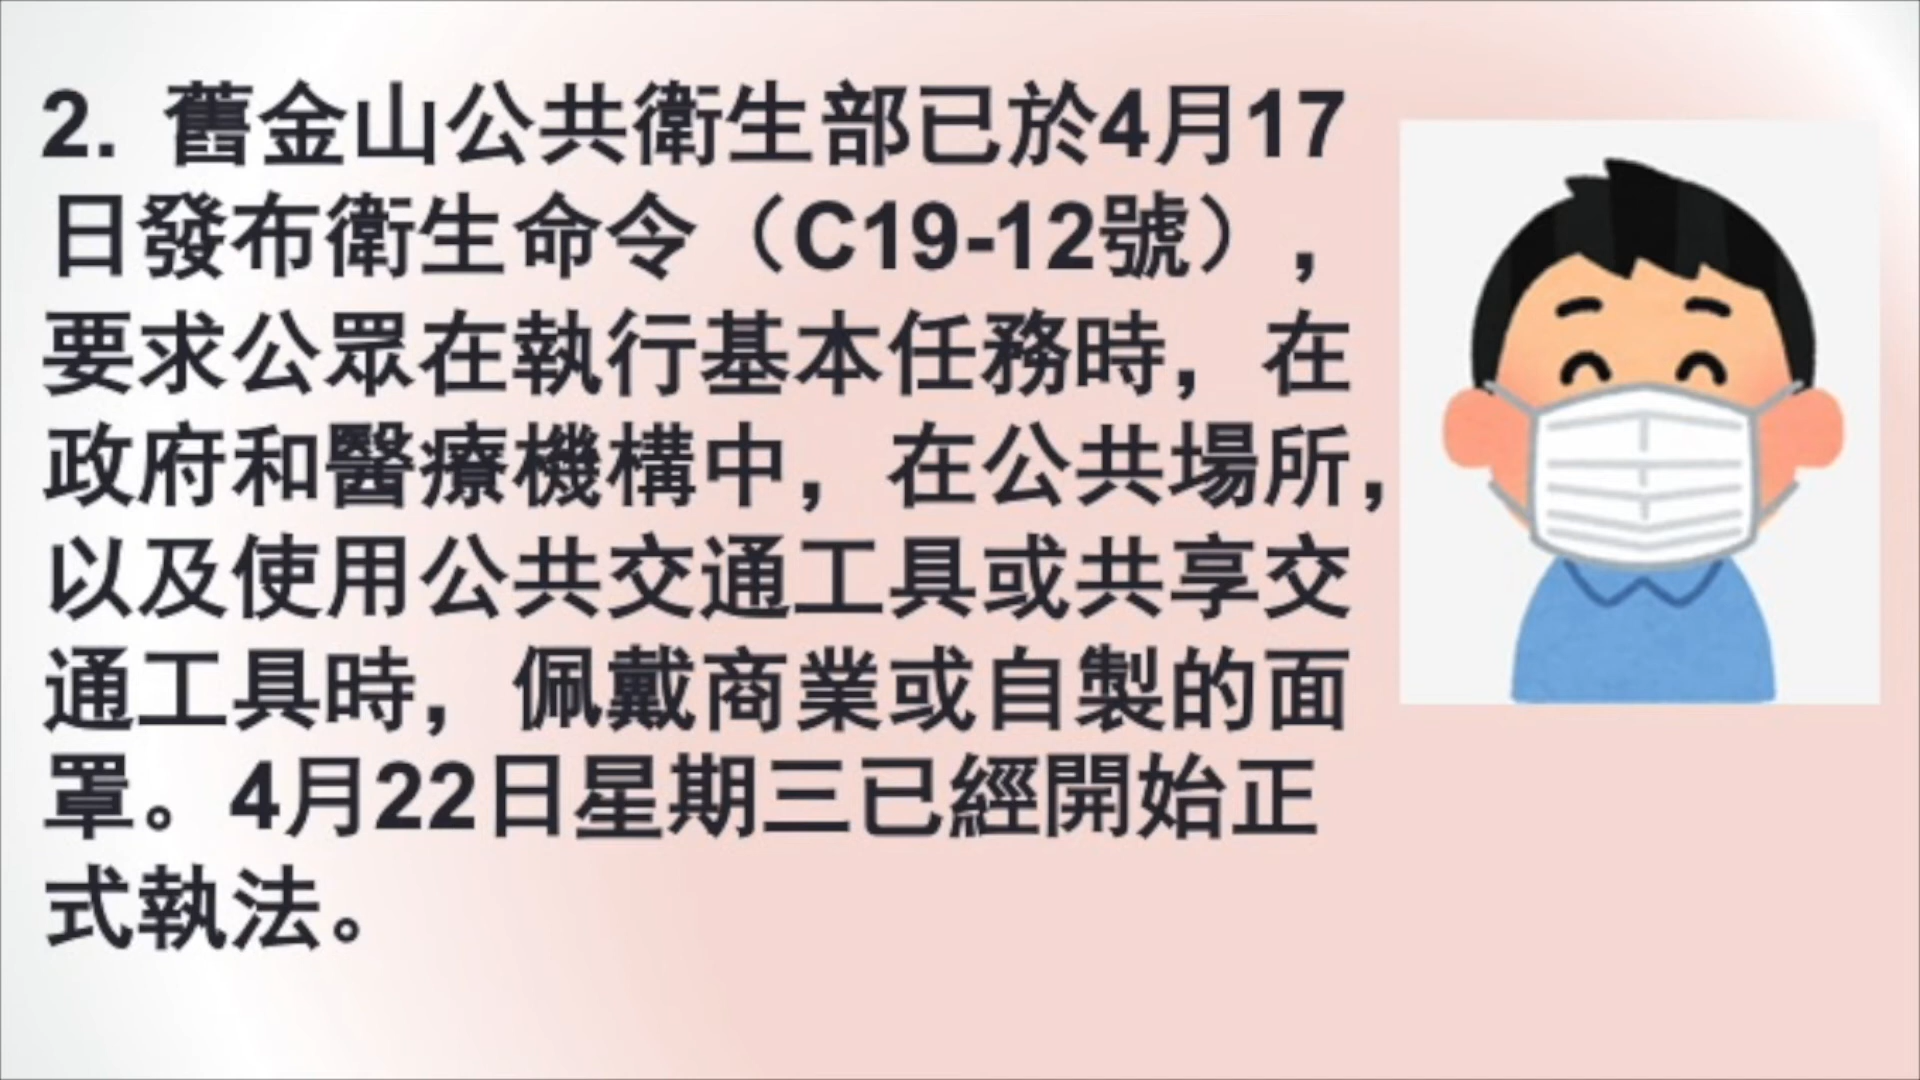 2. 舊金山公共衛生部已於4月17
日發布衛生命令（C19-12號），
要求公眾在執行基本任務時，在
政府和醫療機構中，在公共場所，
以及使用公共交通工具或共享交
通工具時，佩戴商業或自製的面
罩。4月22日星期三已經開始正
式執法。